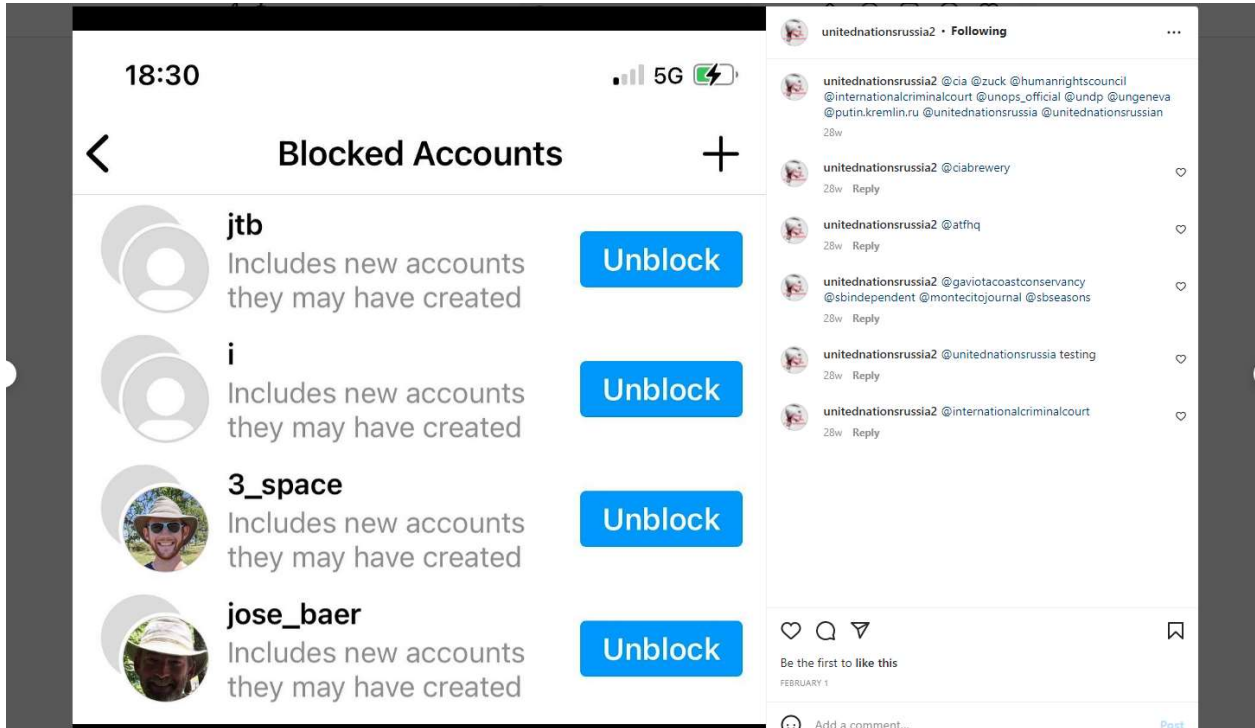 18:30
5G
Blocked Accounts
jtb
Includes new accounts
they may have created
Unblock
i
Includes new accounts
they may have created
Unblock
3_space
Includes new accounts
they may have created
Unblock
jose_baer
Includes new accounts
they may have created
Unblock
unitednationsrussia2 • Following
unitednationsrussia2 @cia @zuck @humanrightscouncil
@internationalcriminalcourt @unops_official @undp @ungeneva
@putin.kremlin.ru @unitednationsrussia @unitednationsrussian
28w
unitednationsrussia2 @ciabrewery
28w Reply
unitednationsrussia2 @atfhq
28w Reply
unitednationsrussia2 @gaviotacoastconservancy
@sbindependent @montecitojournal @sbseasons
28w Reply
unitednationsrussia2 @unitednationsrussia testing
28w Reply
unitednationsrussia2 @internationalcriminalcourt
28w Reply
Be the first to like this
FEBRUARY 1
Add a comment...
Post